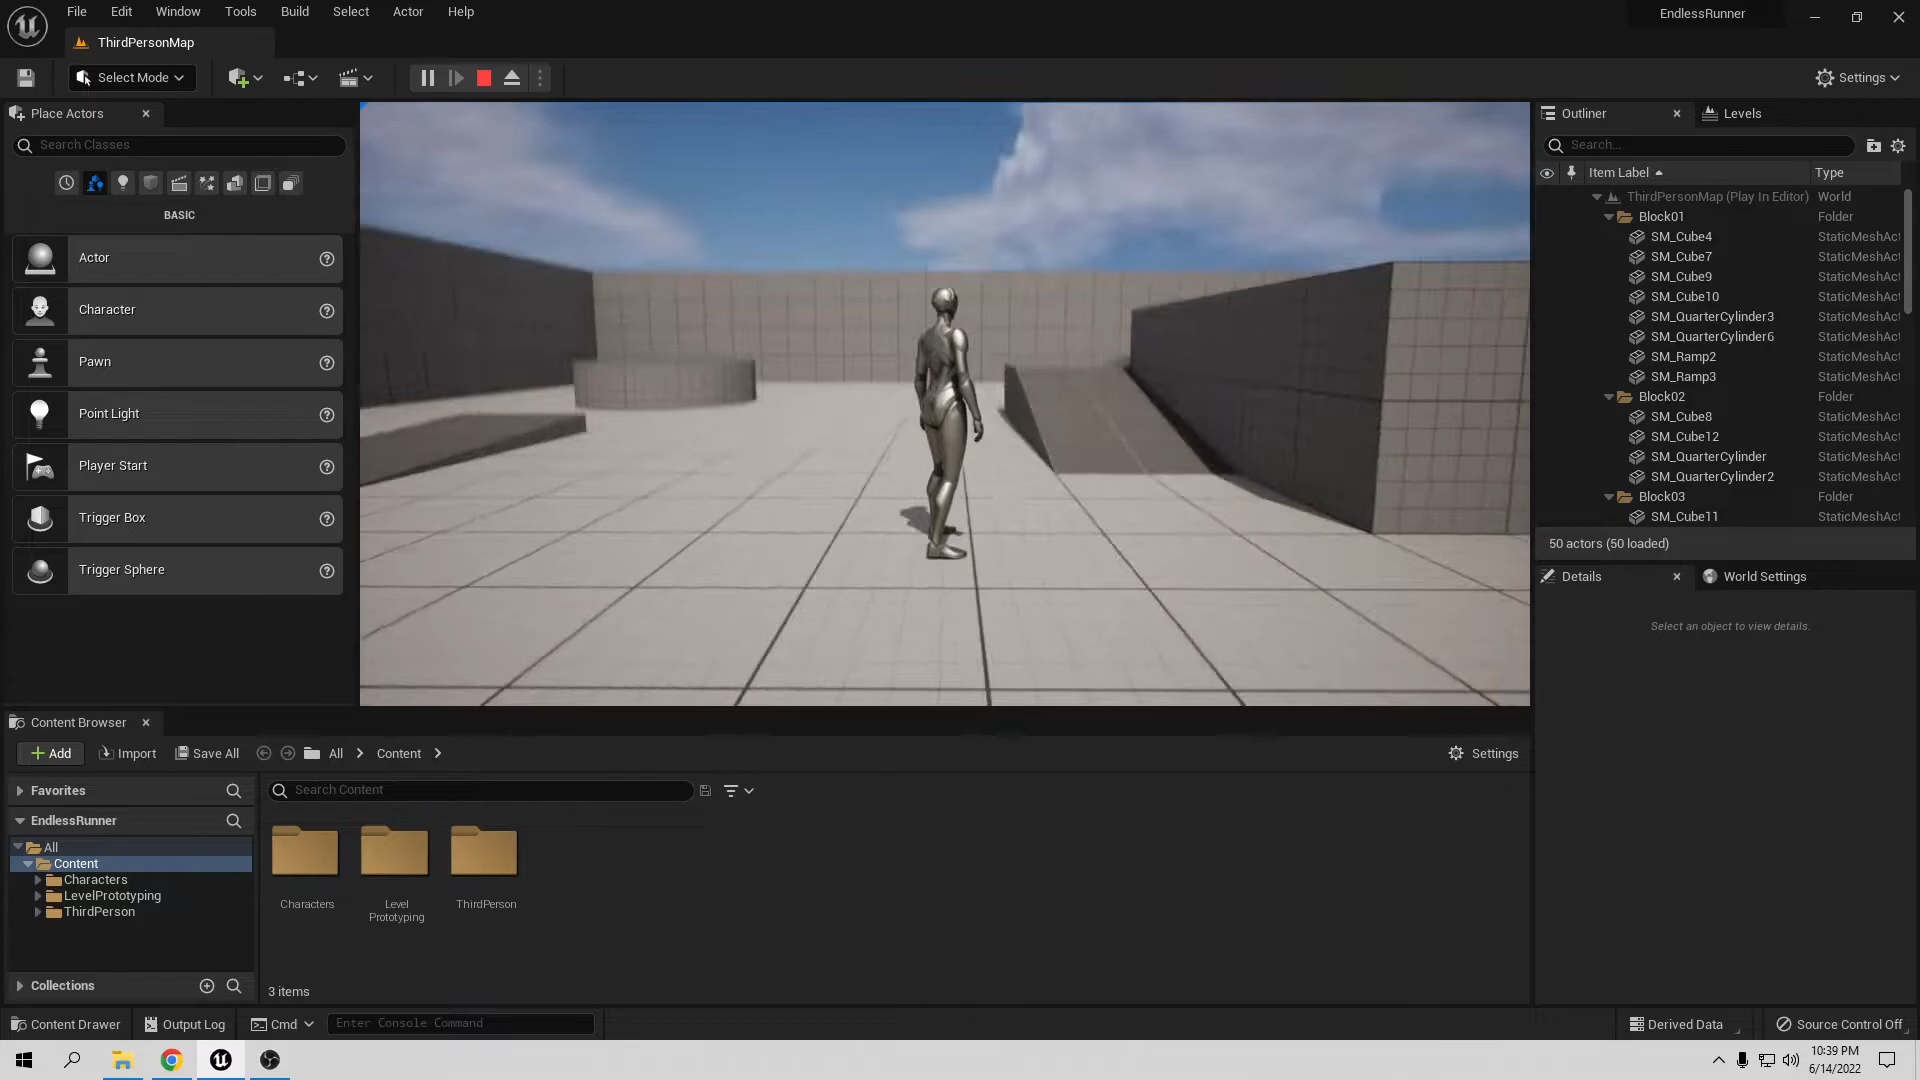 File Edit Window Tools Build Select Actor Help
EndlessRunner
ThirdPersonMap
Select Mode
Settings
Place Actors
Search Classes
BASIC
Actor
Character
Pawn
Point Light
Player Start
Trigger Box
Trigger Sphere
Outliner
Levels
Search...
Item Label
Type
ThirdPersonMap (Play In Editor) World
Block01 Folder
SM_Cube4 StaticMeshAct
SM_Cube7 StaticMeshAct
SM_Cube9 StaticMeshAct
SM_Cube10 StaticMeshAct
SM_QuarterCylinder3 StaticMeshAct
SM_QuarterCylinder6 StaticMeshAct
SM_Ramp2 StaticMeshAct
SM_Ramp3 StaticMeshAct
Block02 Folder
SM_Cube8 StaticMeshAct
SM_Cube12 StaticMeshAct
SM_QuarterCylinder StaticMeshAct
SM_QuarterCylinder2 StaticMeshAct
Block03 Folder
SM_Cube11 StaticMeshAct
50 actors (50 loaded)
Details
World Settings
Select an object to view details.
Content Browser
Add
Import
Save All
All
Content
Settings
Favorites
Search Content
EndlessRunner
All
Content
Characters
LevelPrototyping
ThirdPerson
Characters
Level
Prototyping
ThirdPerson
Collections
3 items
Content Drawer
Output Log
Cmd
Enter Console Command
Derived Data
Source Control Off
10:39 PM
6/14/2022